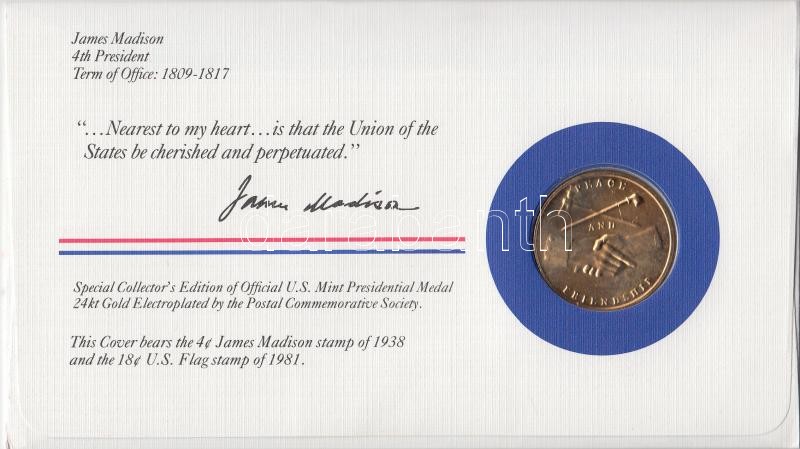 James Madison
4th President
Term of Office: 1809-1817
“...Nearest to my heart...is that the Union of the
States be cherished and perpetuated.”
James Madison
Special Collector's Edition of Official U.S. Mint Presidential Medal
24kt Gold Electroplated by the Postal Commemorative Society.
This Cover bears the 4¢ James Madison stamp of 1938
and the 18¢ U.S. Flag stamp of 1981.
PEACE
AND
FRIENDSHIP